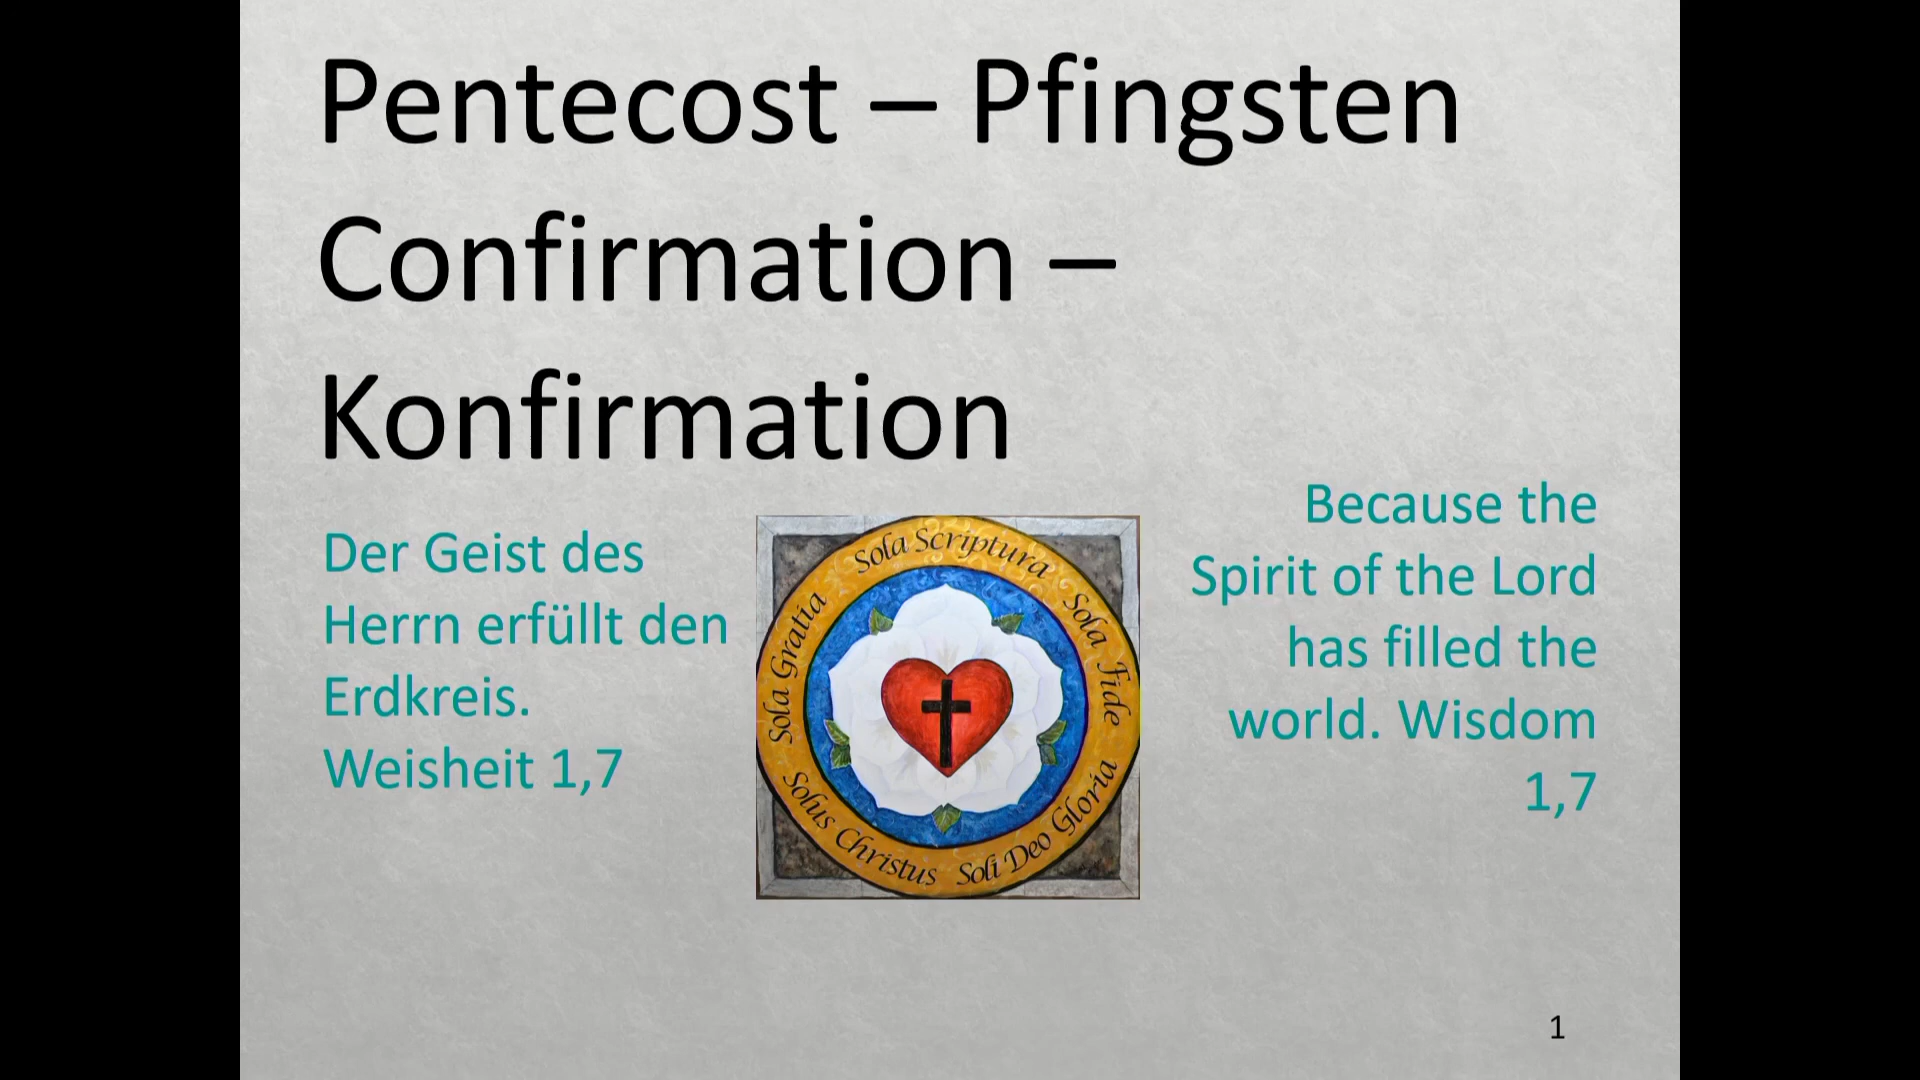 Pentecost – Pfingsten
Confirmation –
Konfirmation
Der Geist des
Herrn erfüllt den
Erdkreis.
Weisheit 1,7
Sola Scriptura
Sola Gratia
Sola Fide
Solus Christus
Soli Deo Gloria
Because the
Spirit of the Lord
has filled the
world. Wisdom
1,7
1